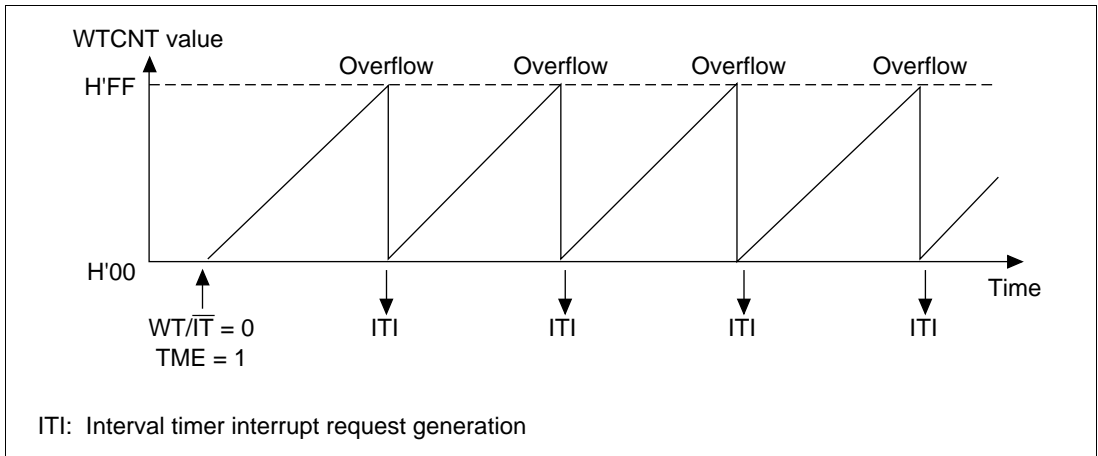 WTCNT value
Overflow Overflow Overflow Overflow
H'FF
H'00
Time
WT/I̅T̅ = 0
TME = 1
ITI ITI ITI ITI
ITI: Interval timer interrupt request generation